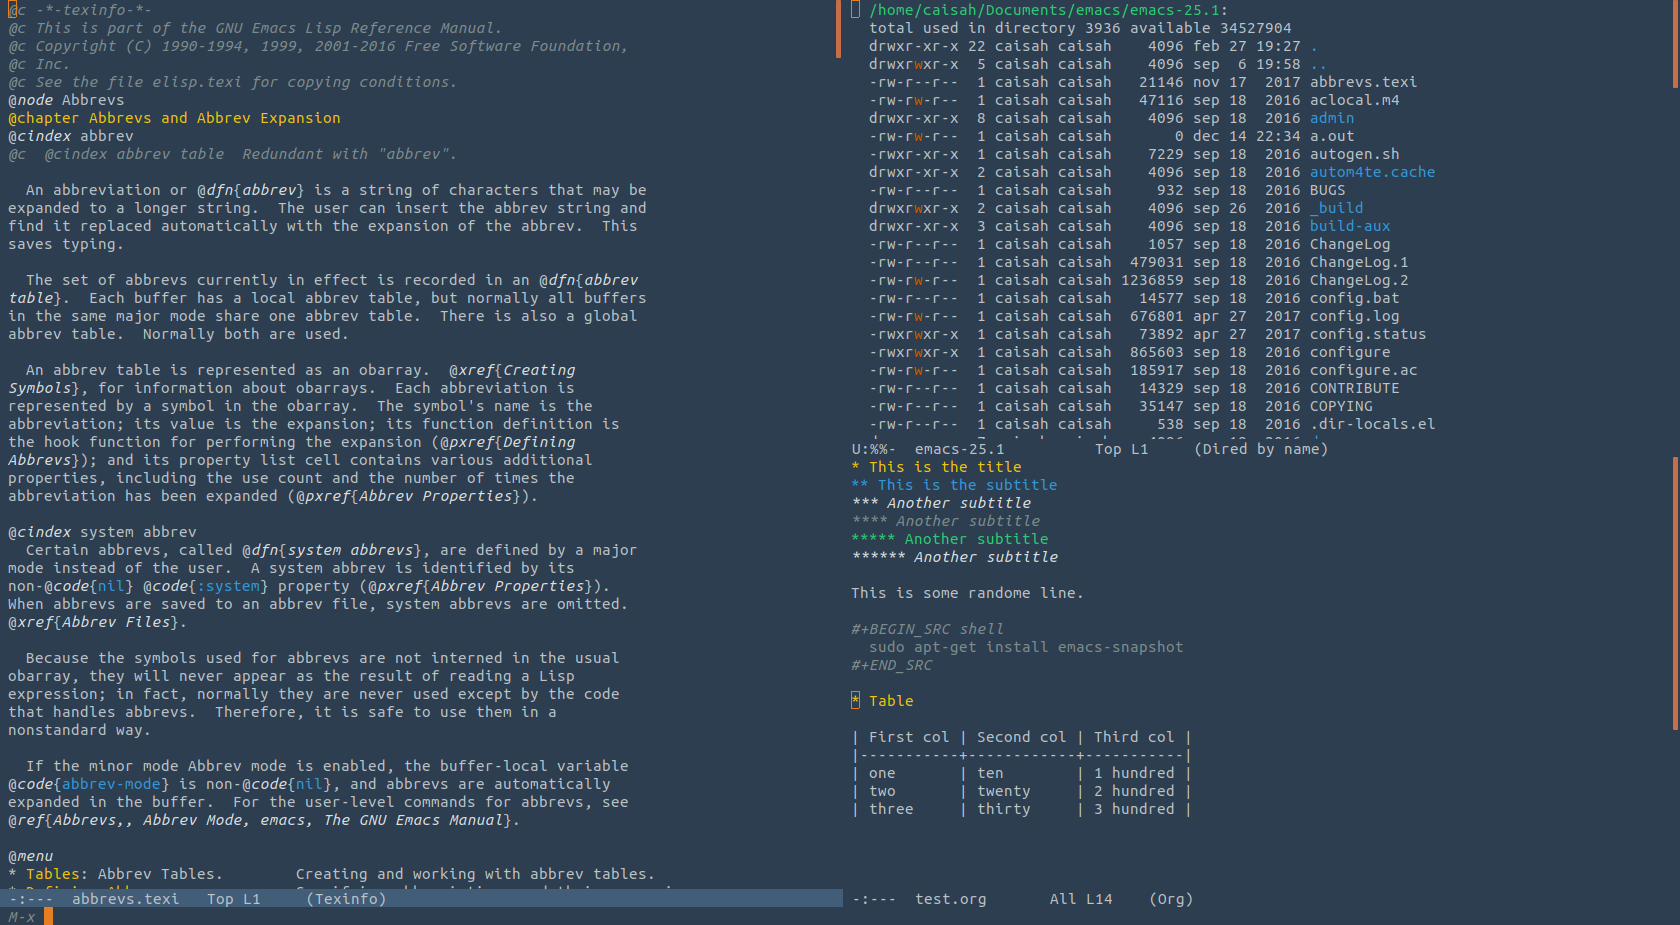 @c -*-texinfo-*-
@c This is part of the GNU Emacs Lisp Reference Manual.
@c Copyright (C) 1990-1994, 1999, 2001-2016 Free Software Foundation,
@c Inc.
@c See the file elisp.texi for copying conditions.
@node Abbrevs
@chapter Abbrevs and Abbrev Expansion
@cindex abbrev
@c  @cindex abbrev table  Redundant with "abbrev".

  An abbreviation or @dfn{abbrev} is a string of characters that may be
expanded to a longer string.  The user can insert the abbrev string and
find it replaced automatically with the expansion of the abbrev.  This
saves typing.

  The set of abbrevs currently in effect is recorded in an @dfn{abbrev
table}.  Each buffer has a local abbrev table, but normally all buffers
in the same major mode share one abbrev table.  There is also a global
abbrev table.  Normally both are used.

  An abbrev table is represented as an obarray.  @xref{Creating
Symbols}, for information about obarrays.  Each abbreviation is
represented by a symbol in the obarray.  The symbol's name is the
abbreviation; its value is the expansion; its function definition is
the hook function for performing the expansion (@pxref{Defining
Abbrevs}); and its property list cell contains various additional
properties, including the use count and the number of times the
abbreviation has been expanded (@pxref{Abbrev Properties}).

@cindex system abbrev
  Certain abbrevs, called @dfn{system abbrevs}, are defined by a major
mode instead of the user.  A system abbrev is identified by its
non-@code{nil} @code{:system} property (@pxref{Abbrev Properties}).
When abbrevs are saved to an abbrev file, system abbrevs are omitted.
@xref{Abbrev Files}.

  Because the symbols used for abbrevs are not interned in the usual
obarray, they will never appear as the result of reading a Lisp
expression; in fact, normally they are never used except by the code
that handles abbrevs.  Therefore, it is safe to use them in a
nonstandard way.

  If the minor mode Abbrev mode is enabled, the buffer-local variable
@code{abbrev-mode} is non-@code{nil}, and abbrevs are automatically
expanded in the buffer.  For the user-level commands for abbrevs, see
@ref{Abbrevs,, Abbrev Mode, emacs, The GNU Emacs Manual}.

@menu
* Tables: Abbrev Tables.        Creating and working with abbrev tables.
-:---  abbrevs.texi   Top L1     (Texinfo)
M-x
/home/caisah/Documents/emacs/emacs-25.1:
total used in directory 3936 available 34527904
drwxr-xr-x 22 caisah caisah    4096 feb 27 19:27 .
drwxrwxr-x  5 caisah caisah    4096 sep  6 19:58 ..
-rw-r--r--  1 caisah caisah   21146 nov 17  2017 abbrevs.texi
-rw-rw-r--  1 caisah caisah   47116 sep 18  2016 aclocal.m4
drwxr-xr-x  8 caisah caisah    4096 sep 18  2016 admin
-rw-rw-r--  1 caisah caisah       0 dec 14 22:34 a.out
-rwxr-xr-x  1 caisah caisah    7229 sep 18  2016 autogen.sh
drwxr-xr-x  2 caisah caisah    4096 sep 18  2016 autom4te.cache
-rw-r--r--  1 caisah caisah     932 sep 18  2016 BUGS
drwxrwxr-x  2 caisah caisah    4096 sep 26  2016 _build
drwxr-xr-x  3 caisah caisah    4096 sep 18  2016 build-aux
-rw-r--r--  1 caisah caisah    1057 sep 18  2016 ChangeLog
-rw-r--r--  1 caisah caisah  479031 sep 18  2016 ChangeLog.1
-rw-rw-r--  1 caisah caisah 1236859 sep 18  2016 ChangeLog.2
-rw-r--r--  1 caisah caisah   14577 sep 18  2016 config.bat
-rw-rw-r--  1 caisah caisah  676801 apr 27  2017 config.log
-rwxrwxr-x  1 caisah caisah   73892 apr 27  2017 config.status
-rwxrwxr-x  1 caisah caisah  865603 sep 18  2016 configure
-rw-rw-r--  1 caisah caisah  185917 sep 18  2016 configure.ac
-rw-r--r--  1 caisah caisah   14329 sep 18  2016 CONTRIBUTE
-rw-r--r--  1 caisah caisah   35147 sep 18  2016 COPYING
-rw-r--r--  1 caisah caisah     538 sep 18  2016 .dir-locals.el
U:%%-  emacs-25.1          Top L1     (Dired by name)
* This is the title
** This is the subtitle
*** Another subtitle
**** Another subtitle
***** Another subtitle
****** Another subtitle

This is some randome line.

#+BEGIN_SRC shell
  sudo apt-get install emacs-snapshot
#+END_SRC

* Table

| First col | Second col | Third col |
|-----------+------------+-----------|
| one       | ten        | 1 hundred |
| two       | twenty     | 2 hundred |
| three     | thirty     | 3 hundred |
-:---  test.org       All L14    (Org)